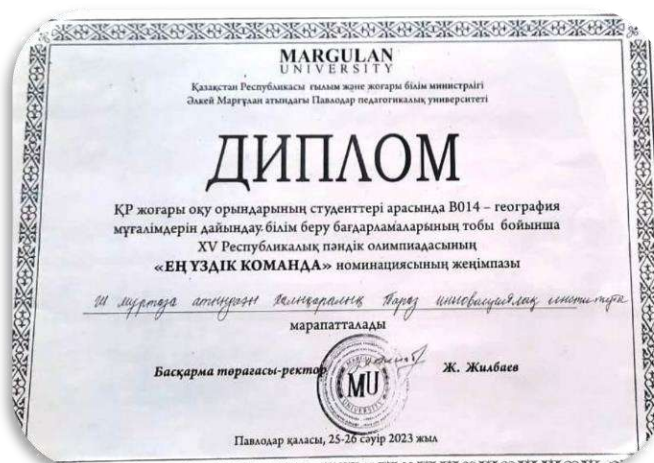 MARGULAN
UNIVERSITY
Қазақстан Республикасы ғылым және жоғары білім министрлігі
Әлкей Марғұлан атындағы Павлодар педагогикалық университеті
ДИПЛОМ
ҚР жоғары оқу орындарының студенттері арасында В014 – география
мұғалімдерін дайындау білім беру бағдарламаларының тобы бойынша
XV Республикалық пәндік олимпиадасының
«ЕҢ ҮЗДІК КОМАНДА» номинациясының жеңімпазы
Ш мұртаза атындағы Халықаралық Тараз инновациялық институты
марапатталады
Басқарма төрағасы-ректор Ж. Жилбаев
MU
Павлодар қаласы, 25-26 сәуір 2023 жыл